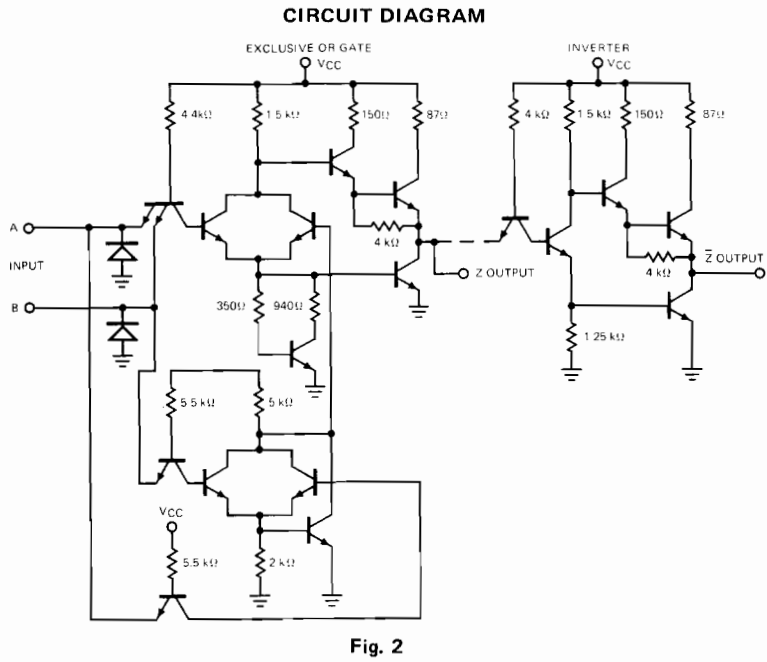 CIRCUIT DIAGRAM
EXCLUSIVE OR GATE
INVERTER
VCC
VCC
4.4kΩ
1.5 kΩ
150Ω
87Ω
4 kΩ
1.5 kΩ
150Ω
87Ω
A
INPUT
4 kΩ
Z OUTPUT
Z̅ OUTPUT
4 kΩ
B
350Ω
940Ω
1.25 kΩ
5.5 kΩ
5 kΩ
VCC
5.5 kΩ
2 kΩ
Fig. 2